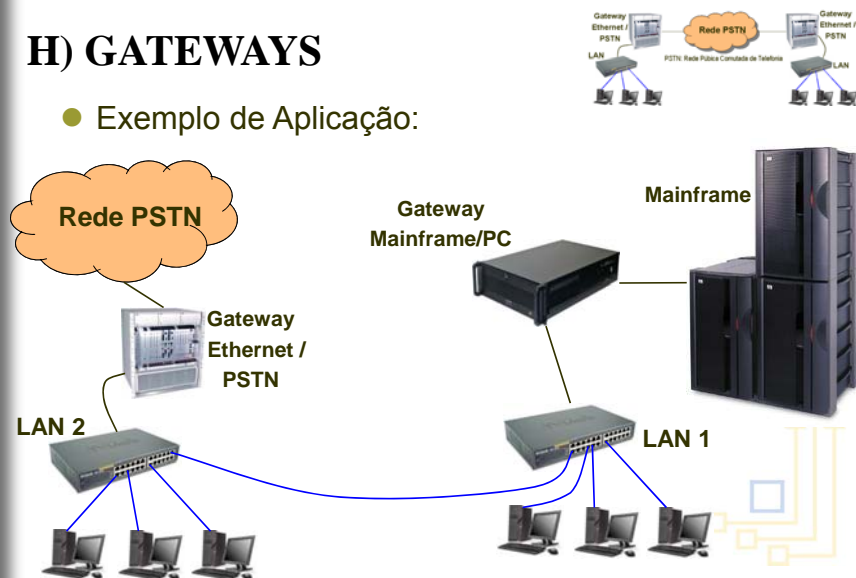 H) GATEWAYS
Exemplo de Aplicação:
Gateway
Ethernet /
PSTN
LAN
Rede PSTN
PSTN: Rede Pública Comutada de Telefonia
Gateway
Ethernet /
PSTN
LAN
Rede PSTN
Gateway
Ethernet /
PSTN
LAN 2
Gateway
Mainframe/PC
Mainframe
LAN 1